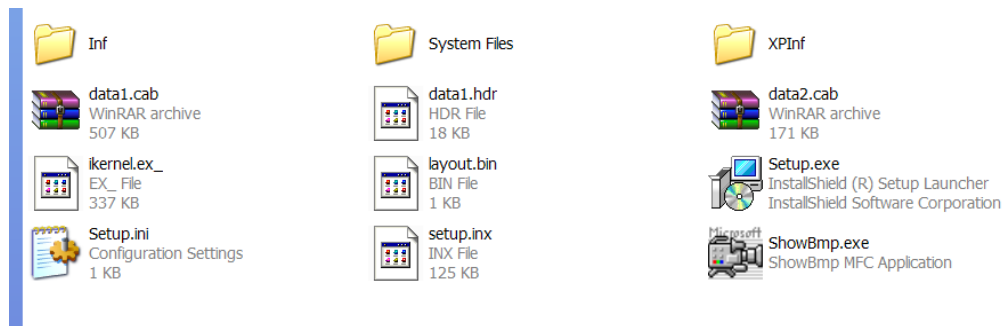 Inf
System Files
XPInf
data1.cab
WinRAR archive
507 KB
data1.hdr
HDR File
18 KB
data2.cab
WinRAR archive
171 KB
ikernel.ex_
EX_ File
337 KB
layout.bin
BIN File
1 KB
Setup.exe
InstallShield (R) Setup Launcher
InstallShield Software Corporation
Setup.ini
Configuration Settings
1 KB
setup.inx
INX File
125 KB
Microsoft
ShowBmp.exe
ShowBmp MFC Application